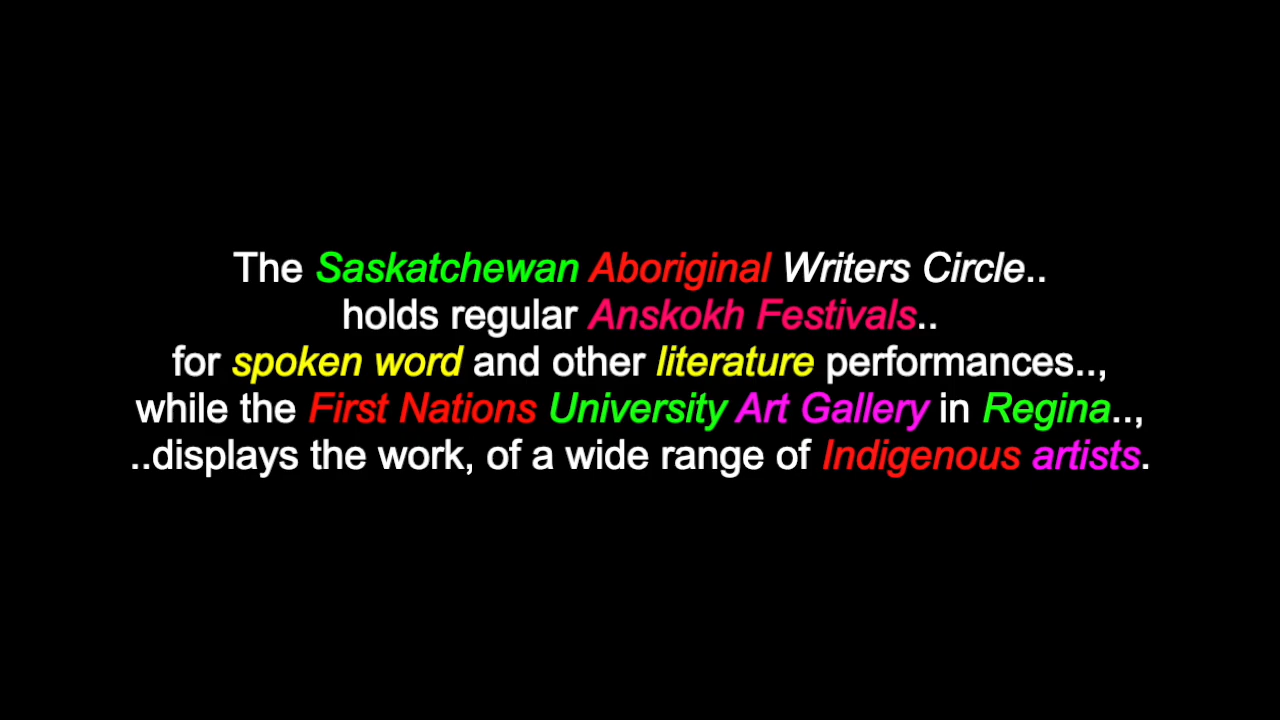 The Saskatchewan Aboriginal Writers Circle..
holds regular Anskokh Festivals..
for spoken word and other literature performances..,
while the First Nations University Art Gallery in Regina..,
..displays the work, of a wide range of Indigenous artists.